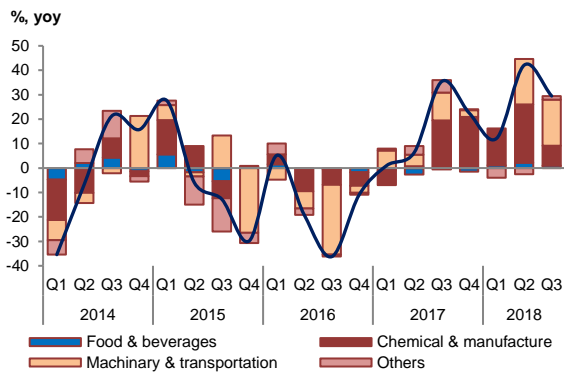 %, yoy
50
40
30
20
10
0
-10
-20
-30
-40
Q1 Q2 Q3 Q4 Q1 Q2 Q3 Q4 Q1 Q2 Q3 Q4 Q1 Q2 Q3 Q4 Q1 Q2 Q3
2014 2015 2016 2017 2018
Food & beverages Chemical & manufacture
Machinary & transportation Others